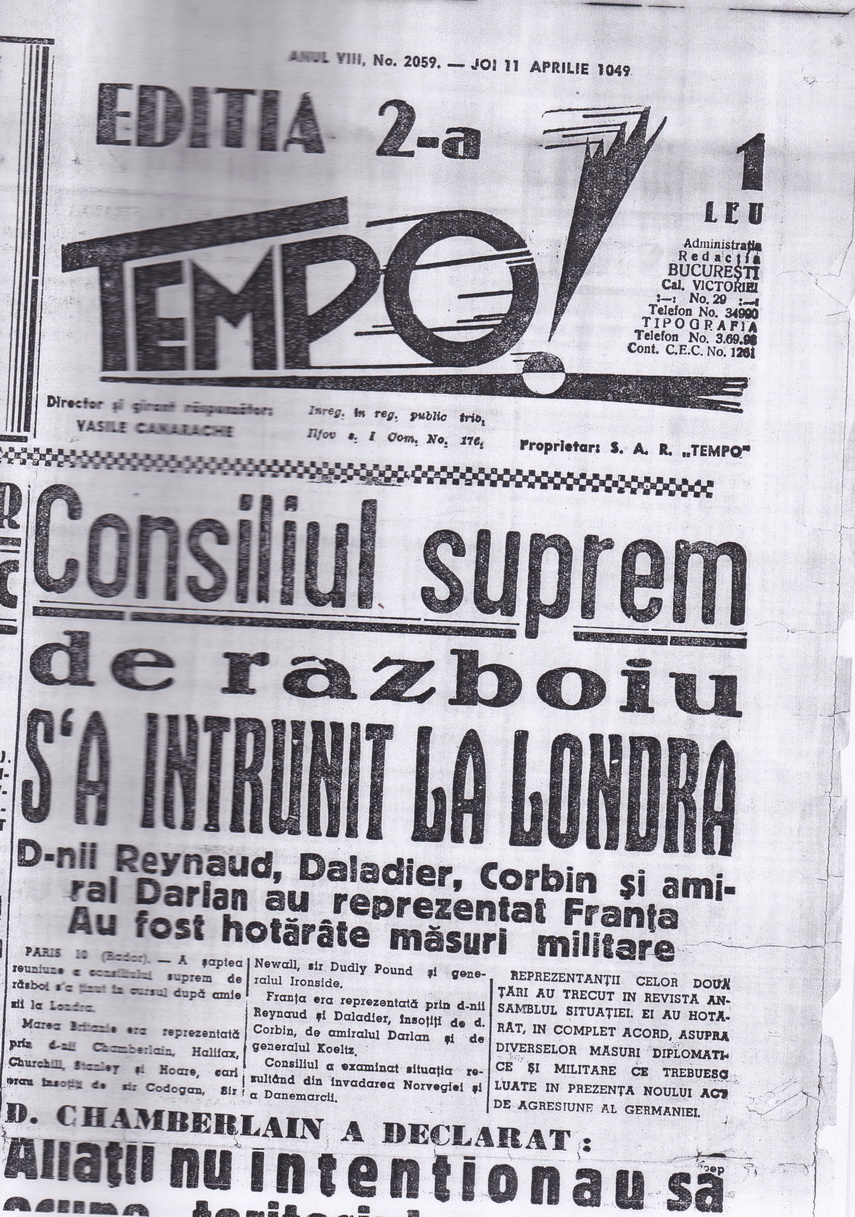 ANUL VIII, No. 2059. — JOI 11 APRILIE 1049
EDITIA 2-a
1
LEU
TEMPO!
Administrația
Redacția
BUCUREȘTI
Cal. VICTORIEI
:—: No. 29 :—:
Telefon No. 34990
TIPOGRAFIA
Telefon No. 3.69.98
Cont. C.E.C. No. 1261
Director și girant răspunzător:
VASILE CANARACHE
Inreg. în reg. public trib.
Ilfov s. I Com. No. 176.
Proprietar: S. A. R. „TEMPO"
Consiliul suprem
de razboiu
S'A INTRUNIT LA LONDRA
D-nii Reynaud, Daladier, Corbin și ami-
ral Darlan au reprezentat Franța
Au fost hotărâte măsuri militare
PARIS 10 (Rador). — A șaptea
reuniune a consiliului suprem de
război s'a ținut în cursul după amie
zii la Londra.
Marea Britanie era reprezentată
prin d-nii Chamberlain, Halifax,
Churchill, Stanley și Hoare, cari
erau însoțiți de sir Codogan, Sir
Newall, sir Dudly Pound și gene-
ralul Ironside.
Franța era reprezentată prin d-nii
Reynaud și Daladier, însoțiți de d.
Corbin, de amiralul Darlan și de
generalul Koeltz.
Consiliul a examinat situația re-
zultând din invadarea Norvegiei și
a Danemarcii.
REPREZENTANȚII CELOR DOUĂ
ȚĂRI AU TRECUT IN REVISTĂ AN-
SAMBLUL SITUAȚIEI. EI AU HOTĂ-
RÂT, IN COMPLET ACORD, ASUPRA
DIVERSELOR MĂSURI DIPLOMATI-
CE ȘI MILITARE CE TREBUESC
LUATE IN PREZENȚA NOULUI ACT
DE AGRESIUNE AL GERMANIEI.
D. CHAMBERLAIN A DECLARAT:
Aliații nu intentionau să